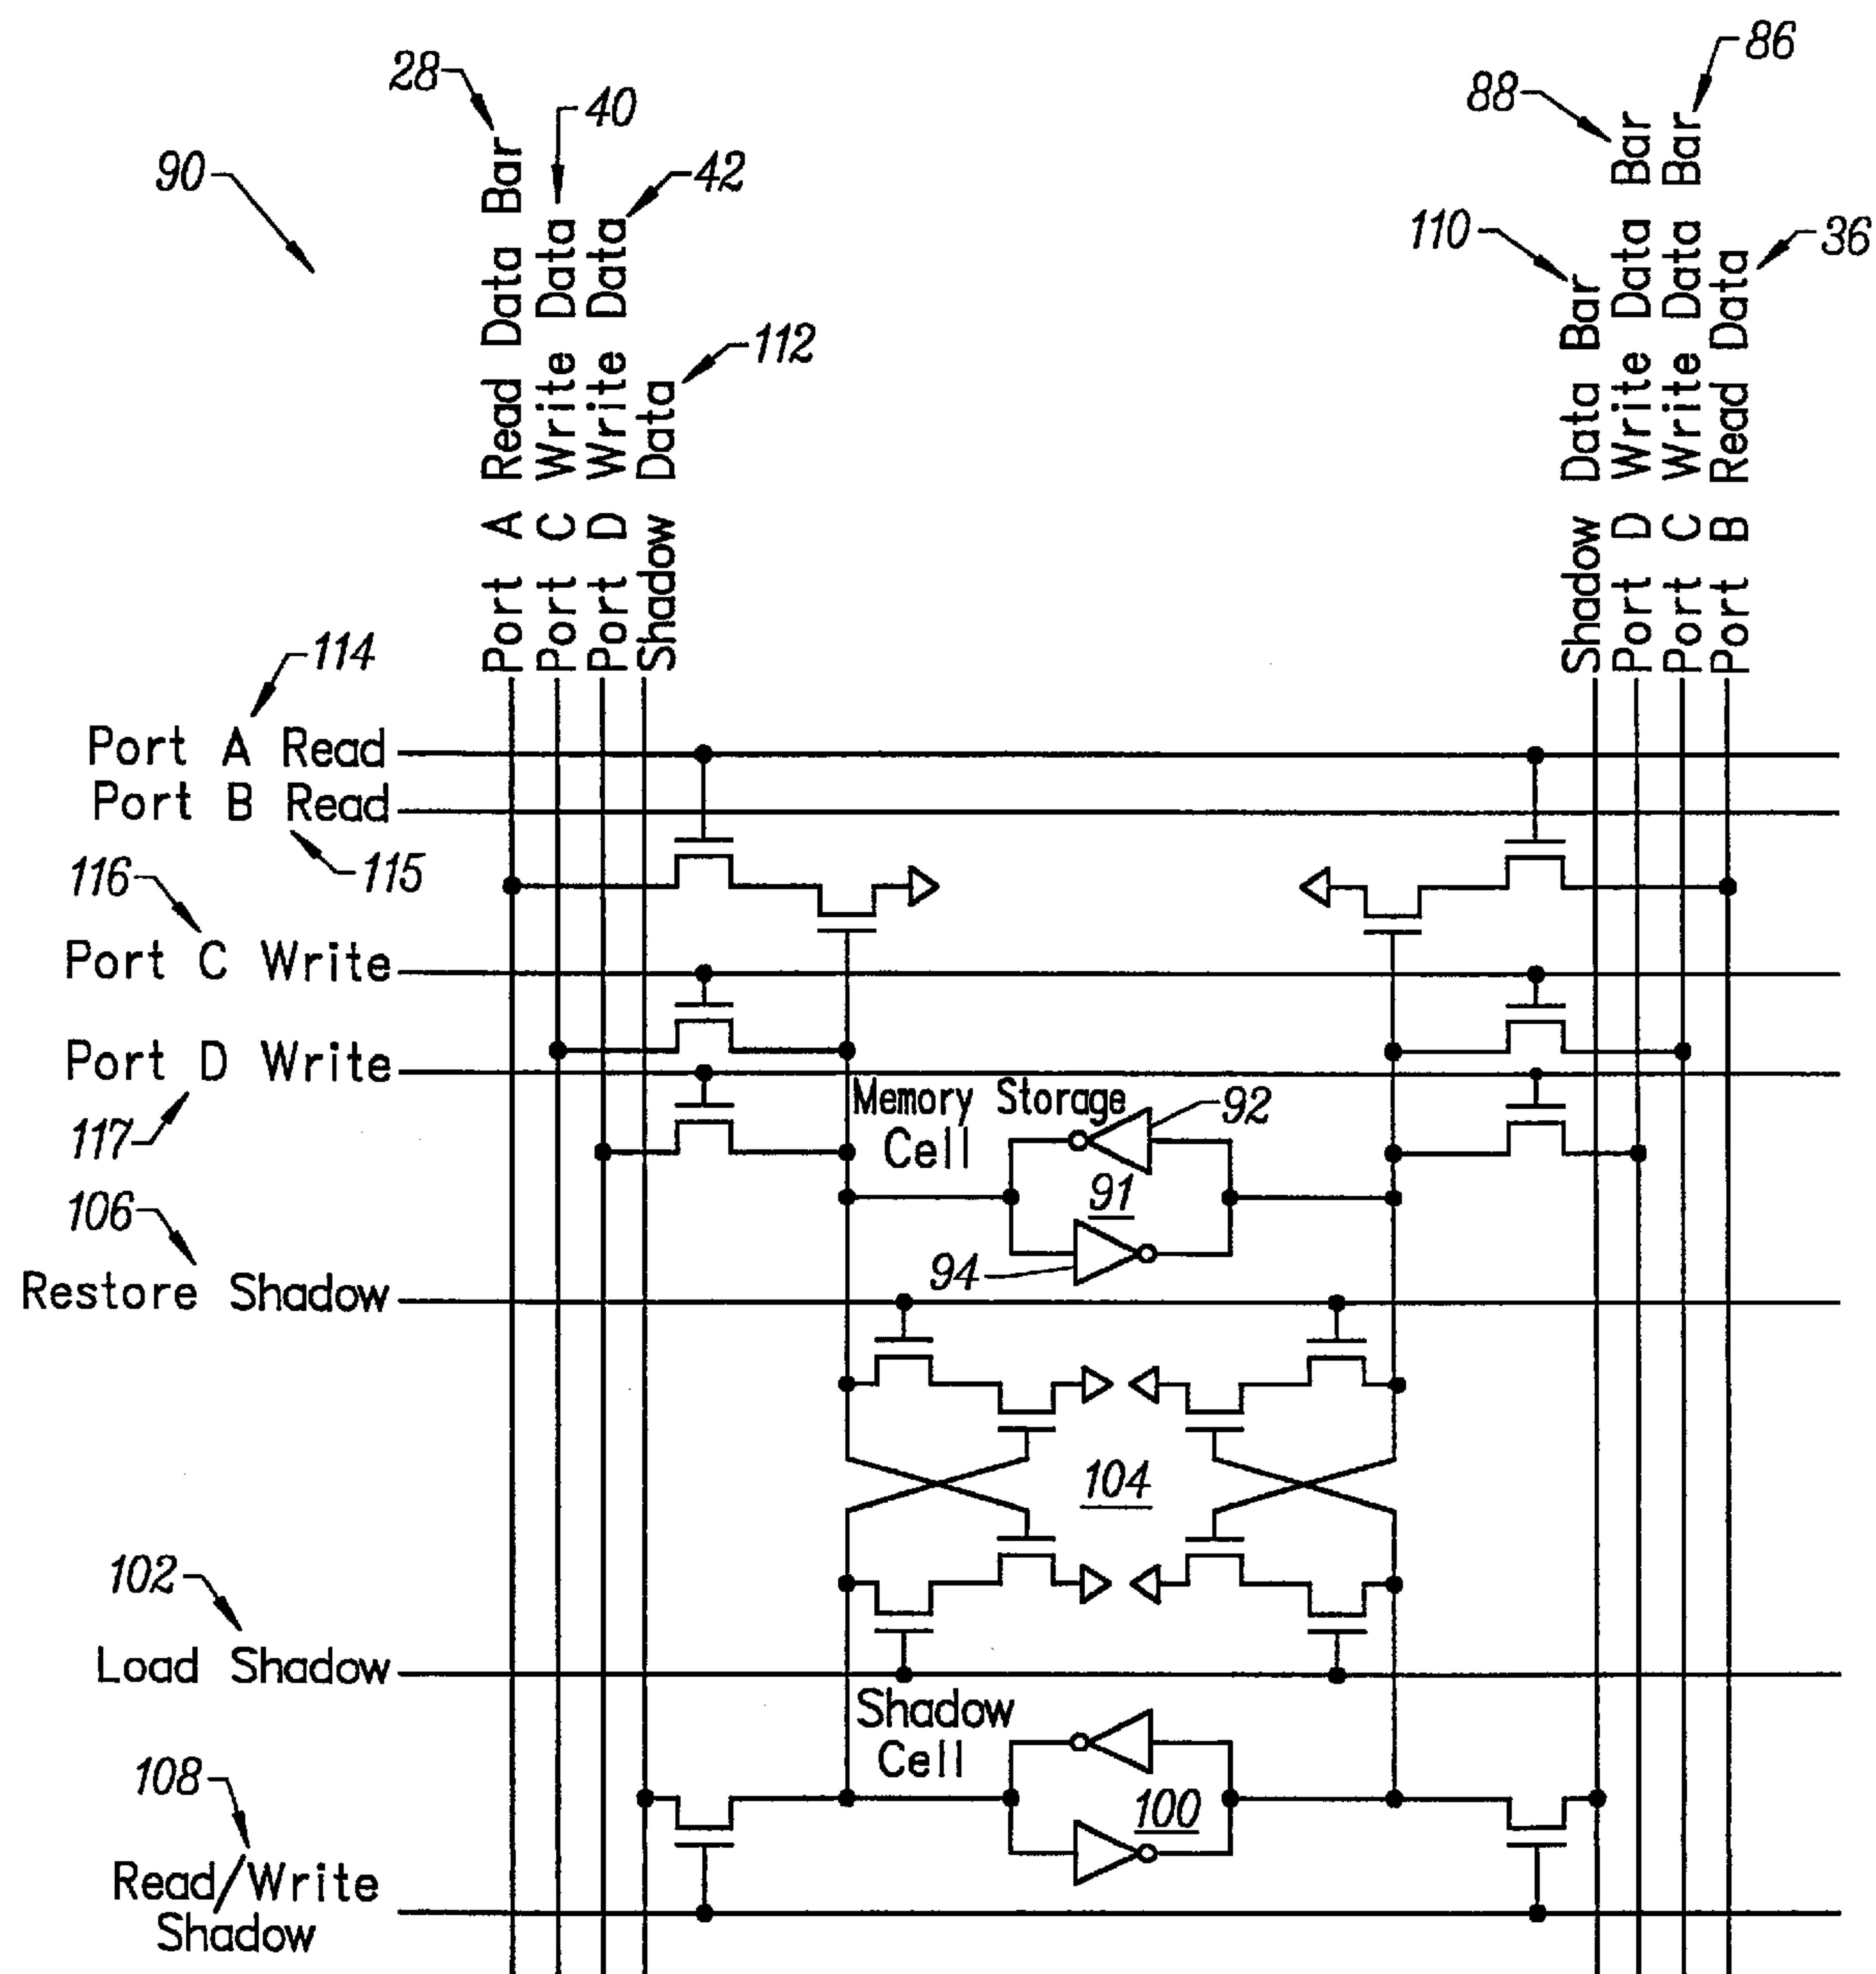 28
40
42
112
90
86
88
110
36
Port A Read Data Bar
Port C Write Data
Port D Write Data
Shadow Data
Shadow Data Bar
Port D Write Data Bar
Port C Write Data Bar
Port B Read Data
114
Port A Read
Port B Read
115
116
Port C Write
Port D Write
117
Memory Storage
Cell
92
91
94
106
Restore Shadow
104
102
Load Shadow
Shadow
Cell
100
108
Read/Write
Shadow